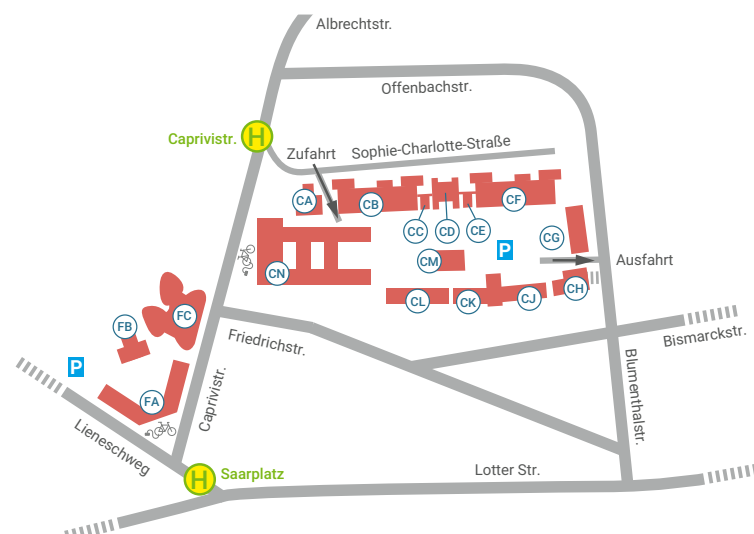 Albrechtstr.
Offenbachstr.
Caprivistr.
H
Zufahrt
Sophie-Charlotte-Straße
CA
CB
CF
CC
CD
CE
CG
P
CM
Ausfahrt
CN
CL
CK
CJ
CH
FC
FB
Friedrichstr.
Bismarckstr.
P
Caprivistr.
Blumenthalstr.
FA
Lieneschweg
H
Saarplatz
Lotter Str.